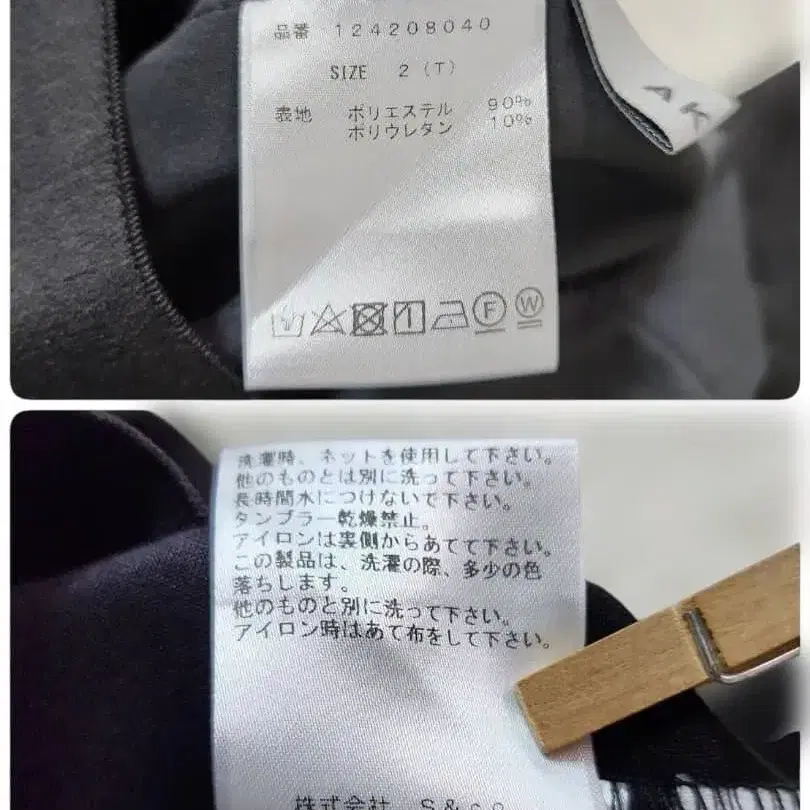 品番 124208040
AK
SIZE 2 (T)
表地 ポリエステル 90%
ポリウレタン 10%
F W
洗濯時、ネットを使用して下さい。
他のものとは別に洗って下さい。
長時間水につけないで下さい。
タンブラー乾燥禁止。
アイロンは裏側からあてて下さい。
この製品は、洗濯の際、多少の色
落ちします。
他のものと別に洗って下さい。
アイロン時はあて布をして下さい。
株式会社 S&co